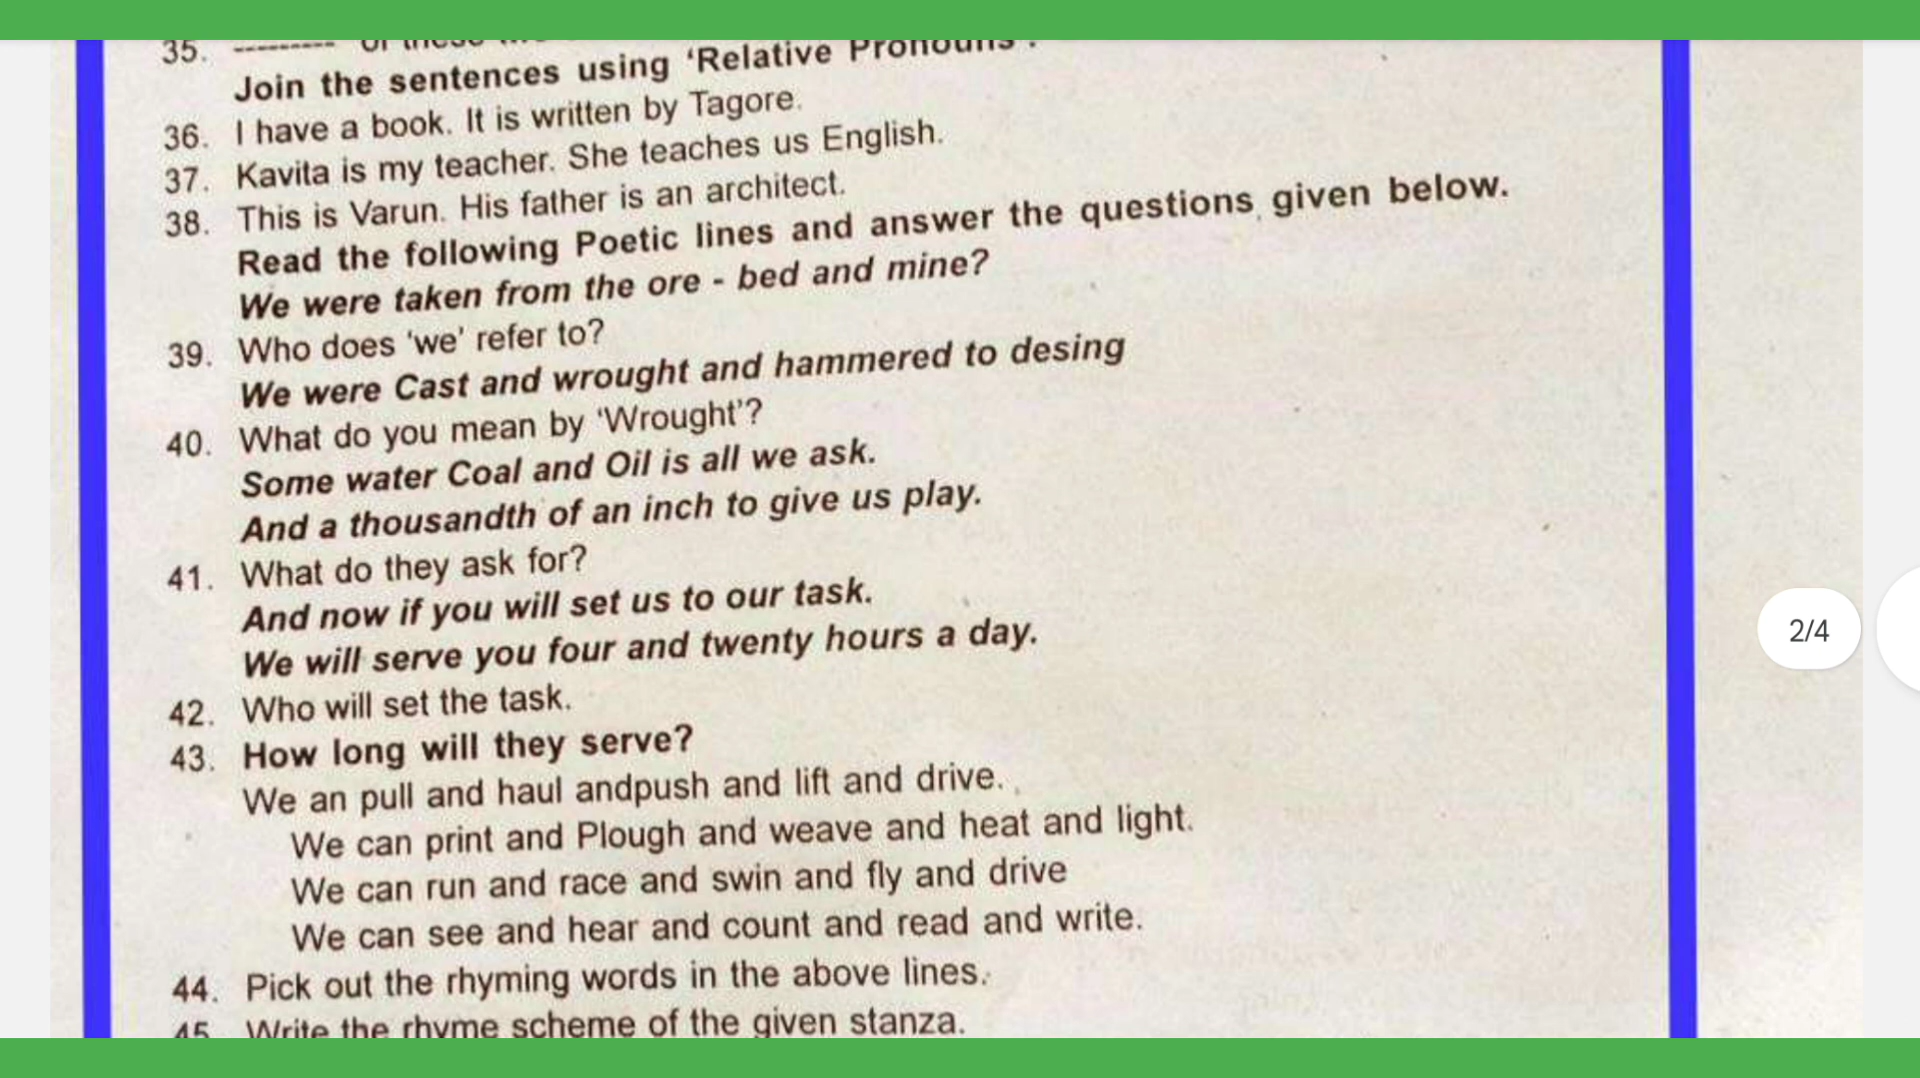 35. --------- of these
Join the sentences using 'Relative Pronouns'.
36. I have a book. It is written by Tagore.
37. Kavita is my teacher. She teaches us English.
38. This is Varun. His father is an architect.
Read the following Poetic lines and answer the questions given below.
We were taken from the ore - bed and mine?
39. Who does 'we' refer to?
We were Cast and wrought and hammered to desing
40. What do you mean by 'Wrought'?
Some water Coal and Oil is all we ask.
And a thousandth of an inch to give us play.
41. What do they ask for?
And now if you will set us to our task.
We will serve you four and twenty hours a day.
42. Who will set the task.
43. How long will they serve?
We an pull and haul andpush and lift and drive.
We can print and Plough and weave and heat and light.
We can run and race and swin and fly and drive
We can see and hear and count and read and write.
44. Pick out the rhyming words in the above lines.
45 Write the rhyme scheme of the given stanza.
2/4